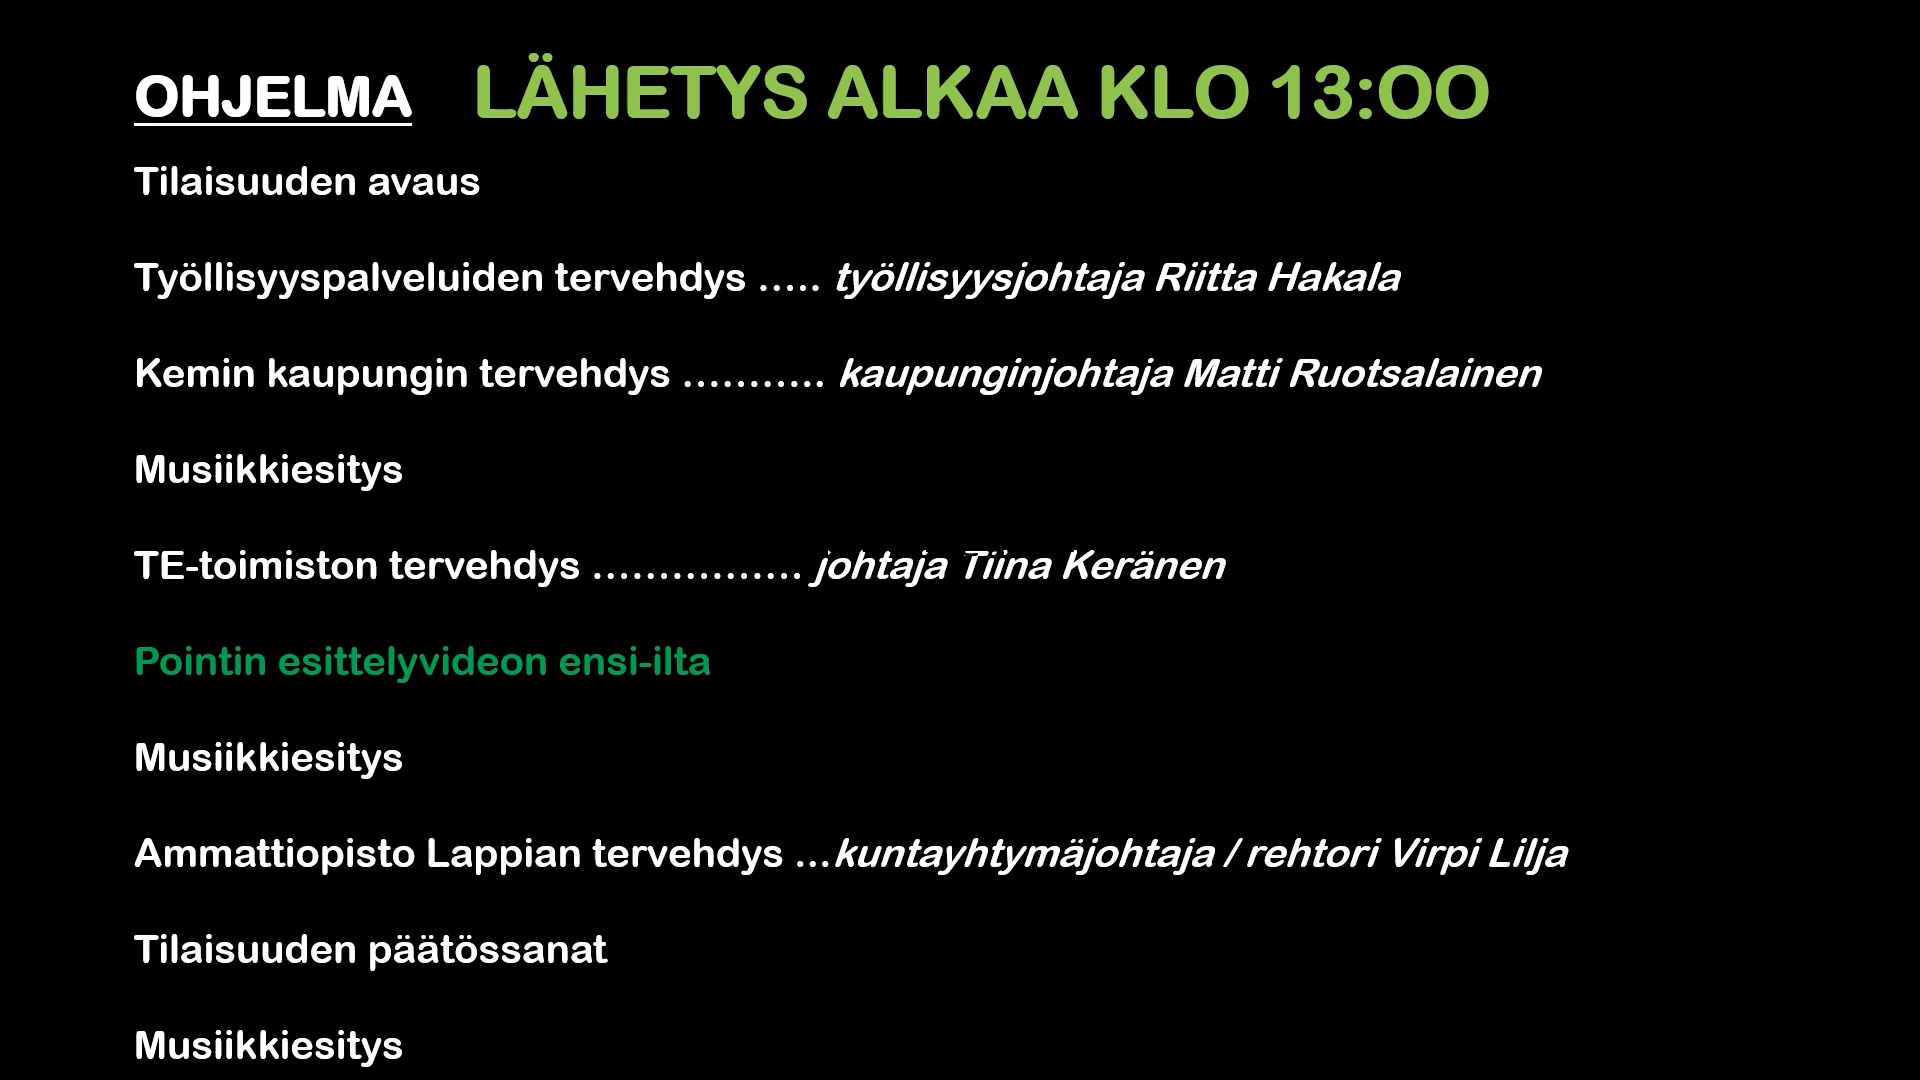 OHJELMA LÄHETYS ALKAA KLO 13:OO
Tilaisuuden avaus
Työllisyyspalveluiden tervehdys ..... työllisyysjohtaja Riitta Hakala
Kemin kaupungin tervehdys ........... kaupunginjohtaja Matti Ruotsalainen
Musiikkiesitys
TE-toimiston tervehdys ................ johtaja Tiina Keränen
Pointin esittelyvideon ensi-ilta
Musiikkiesitys
Ammattiopisto Lappian tervehdys ...kuntayhtymäjohtaja / rehtori Virpi Lilja
Tilaisuuden päätössanat
Musiikkiesitys